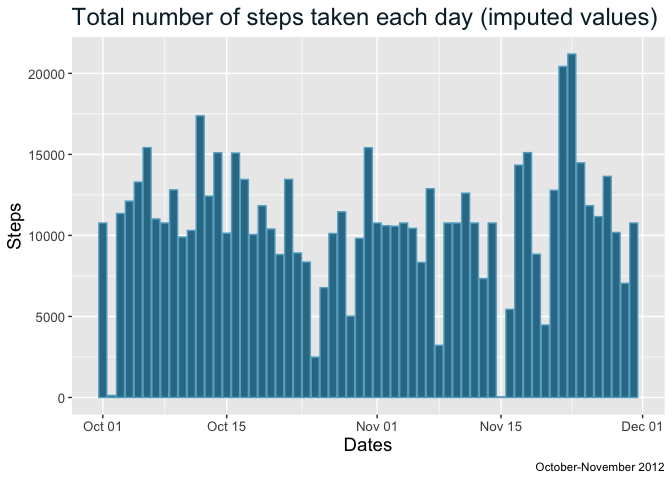 Total number of steps taken each day (imputed values)
20000
15000
10000
5000
0
Steps
Oct 01
Oct 15
Nov 01
Nov 15
Dec 01
Dates
October-November 2012